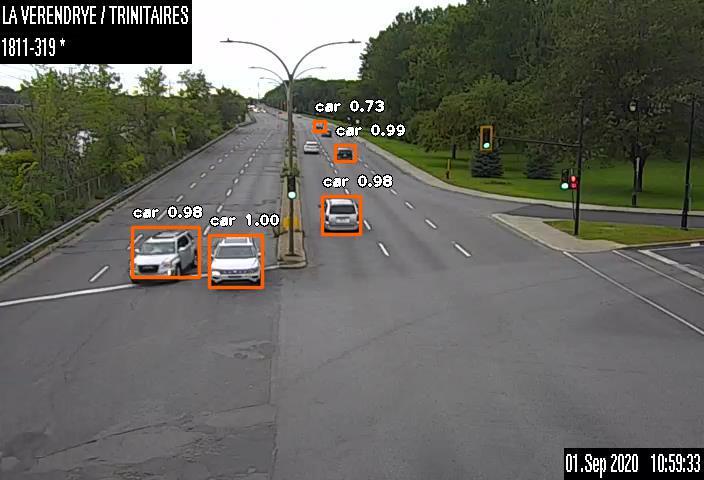 LA VERENDRYE / TRINITAIRES
1811-319 *
car 0.73
car 0.99
car 0.98
car 0.98
car 1.00
01.Sep 2020 10:59:33